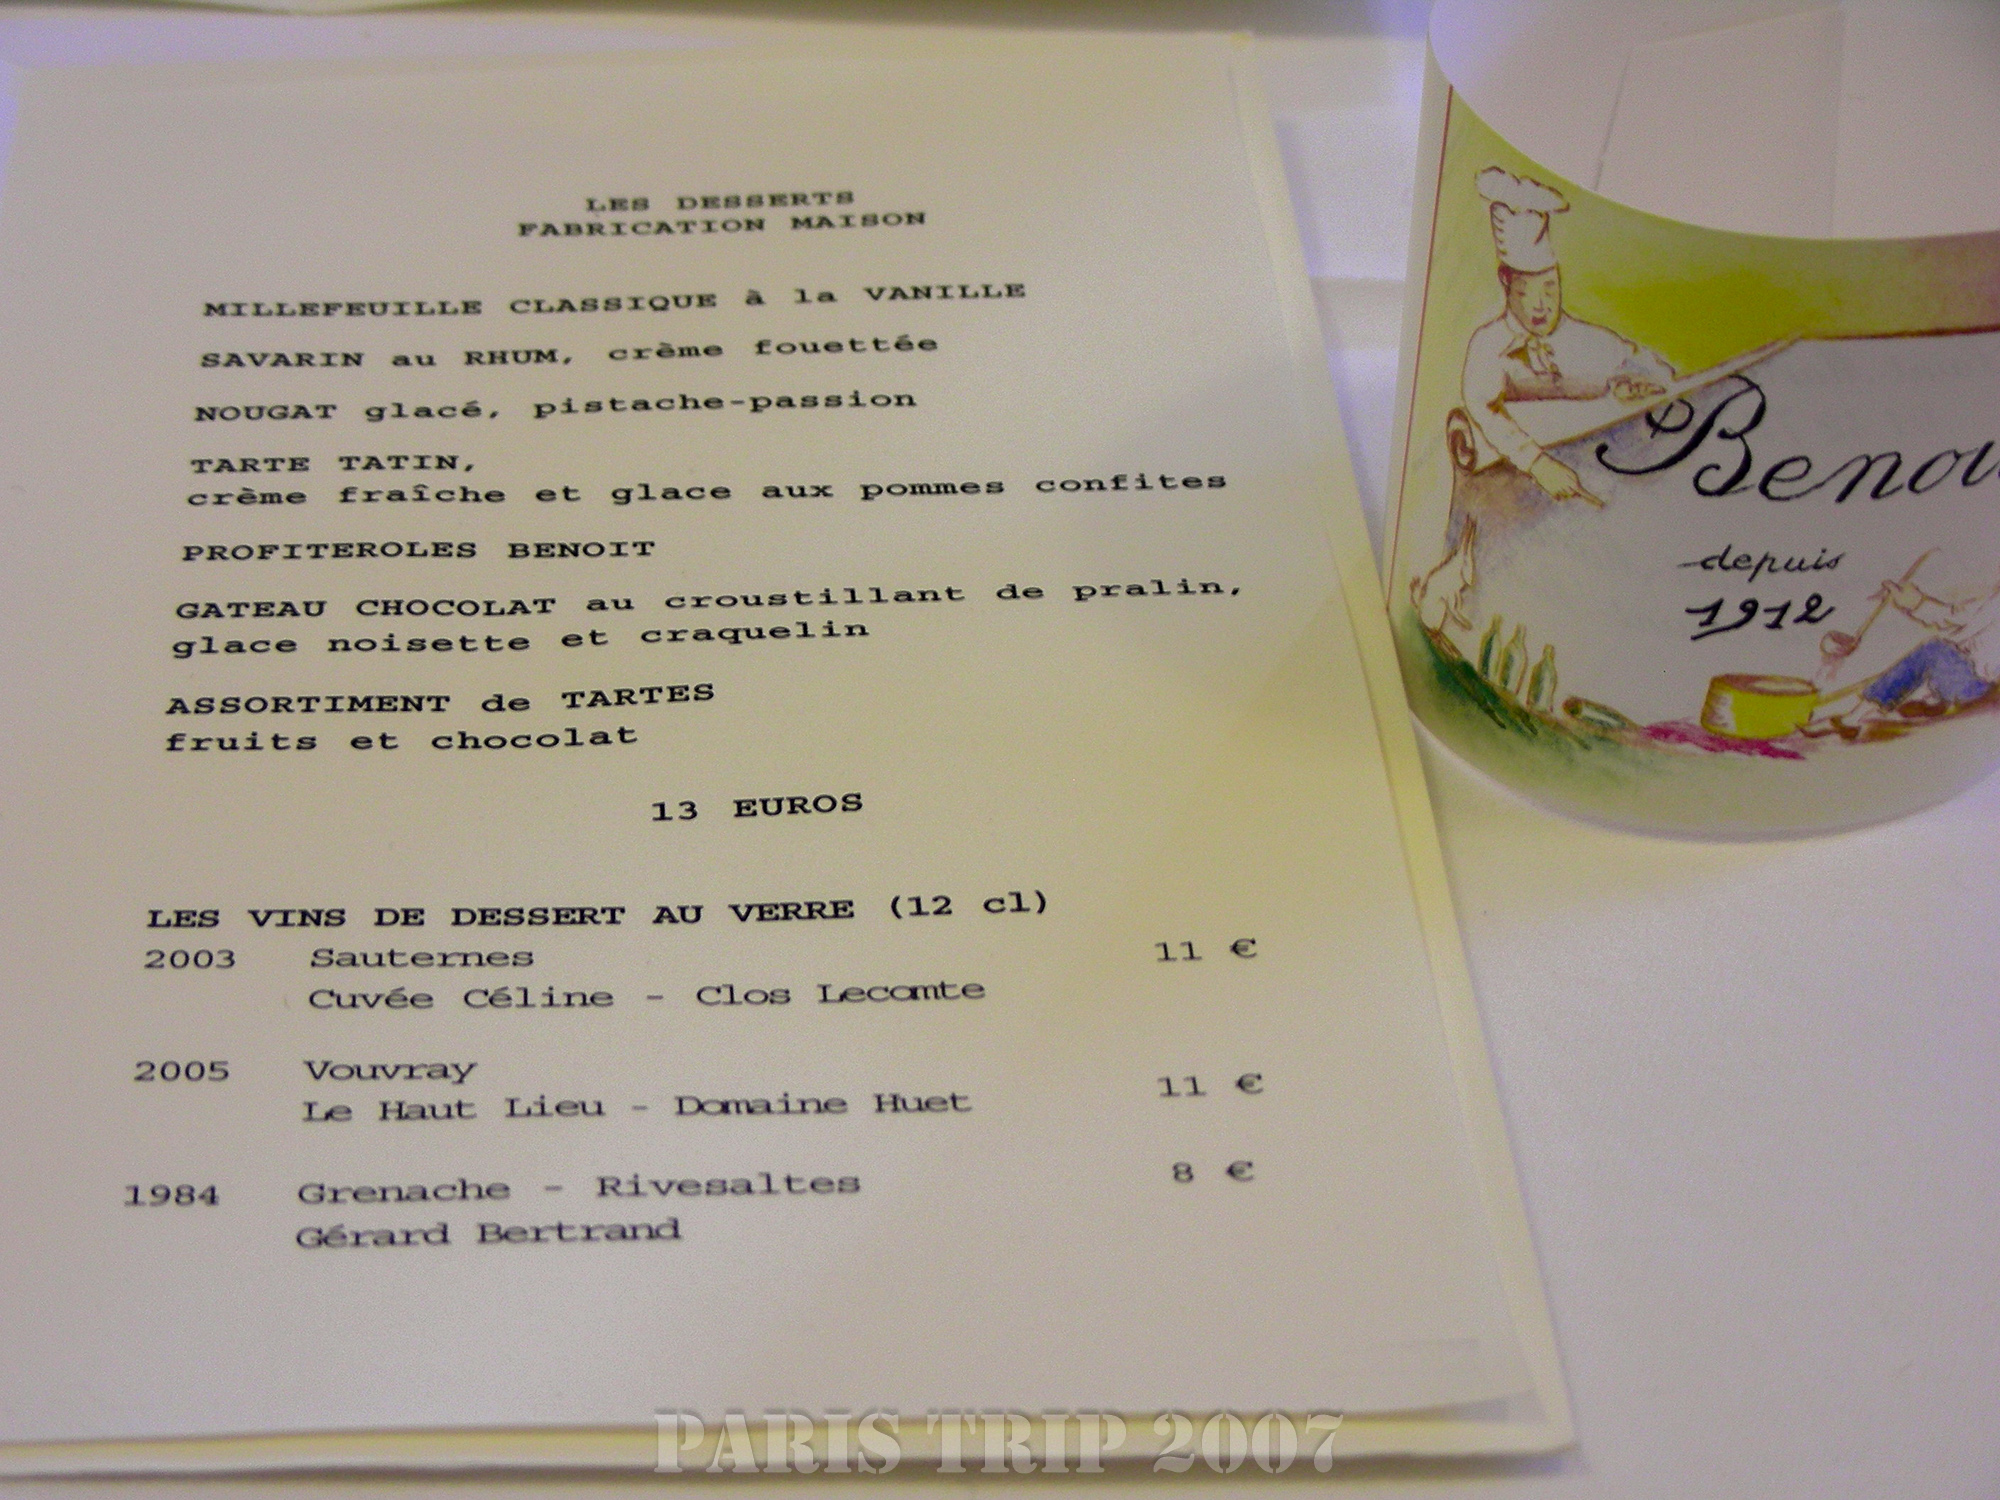 LES DESSERTS
FABRICATION MAISON
MILLEFEUILLE CLASSIQUE à la VANILLE
SAVARIN au RHUM, crème fouettée
NOUGAT glacé, pistache-passion
TARTE TATIN,
crème fraîche et glace aux pommes confites
PROFITEROLES BENOIT
GATEAU CHOCOLAT au croustillant de pralin,
glace noisette et craquelin
ASSORTIMENT de TARTES
fruits et chocolat
13 EUROS
LES VINS DE DESSERT AU VERRE (12 cl)
2003 Sauternes 11 €
Cuvée Céline - Clos Lecomte
2005 Vouvray
Le Haut Lieu - Domaine Huet 11 €
1984 Grenache - Rivesaltes 8 €
Gérard Bertrand
depuis
1912
PARIS TRIP 2007